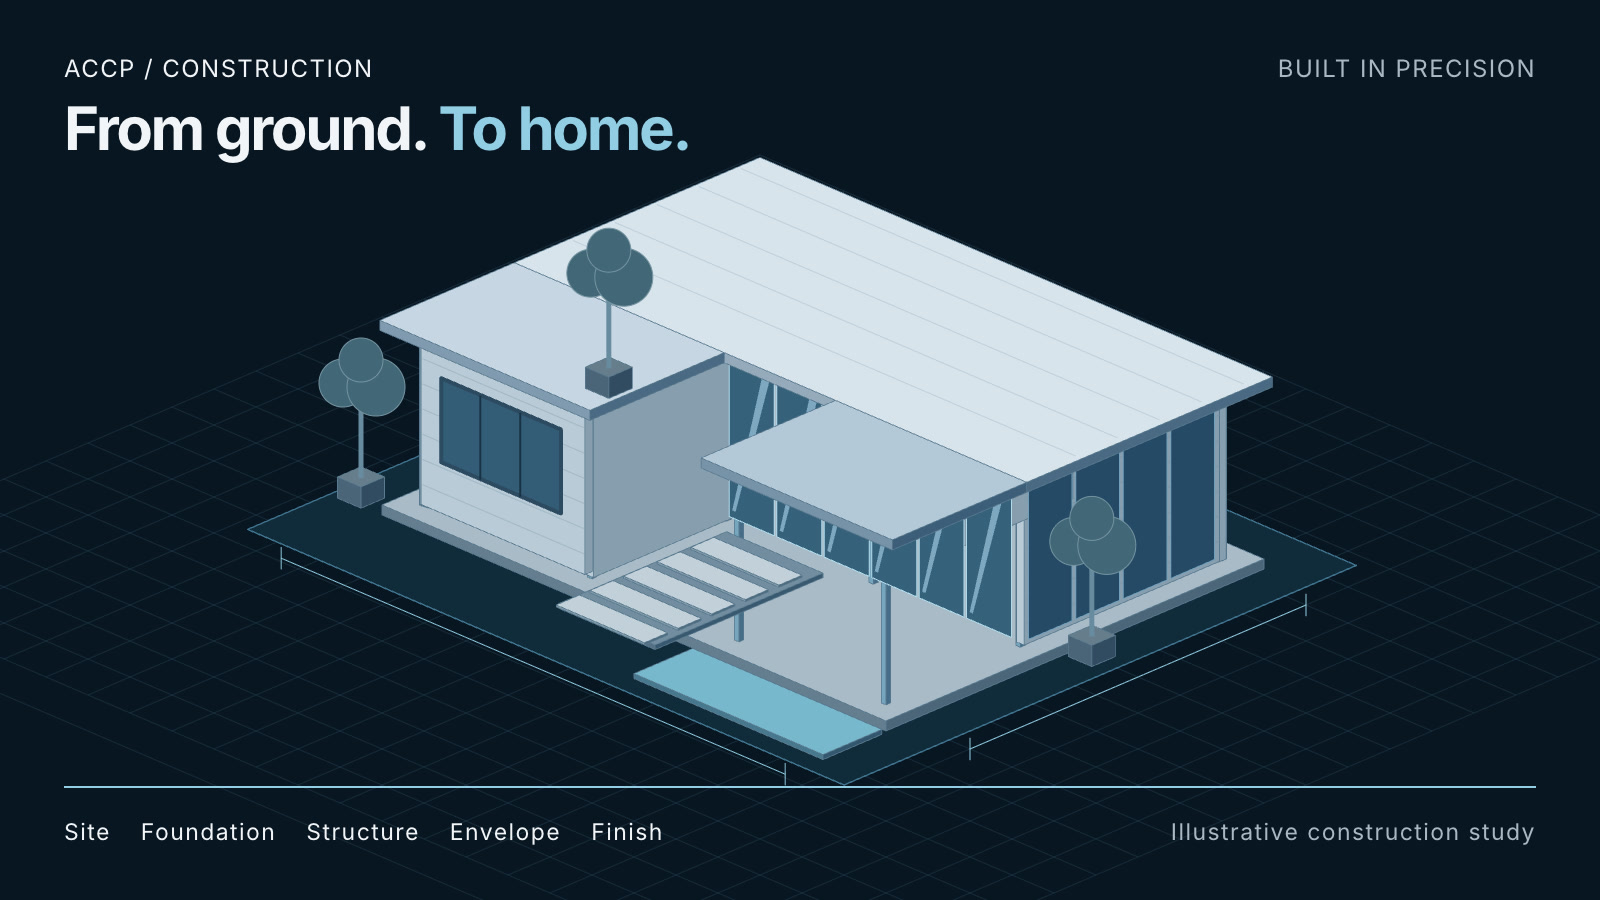 ACCP / CONSTRUCTION
BUILT IN PRECISION
From ground. To home.
Site Foundation Structure Envelope Finish
Illustrative construction study